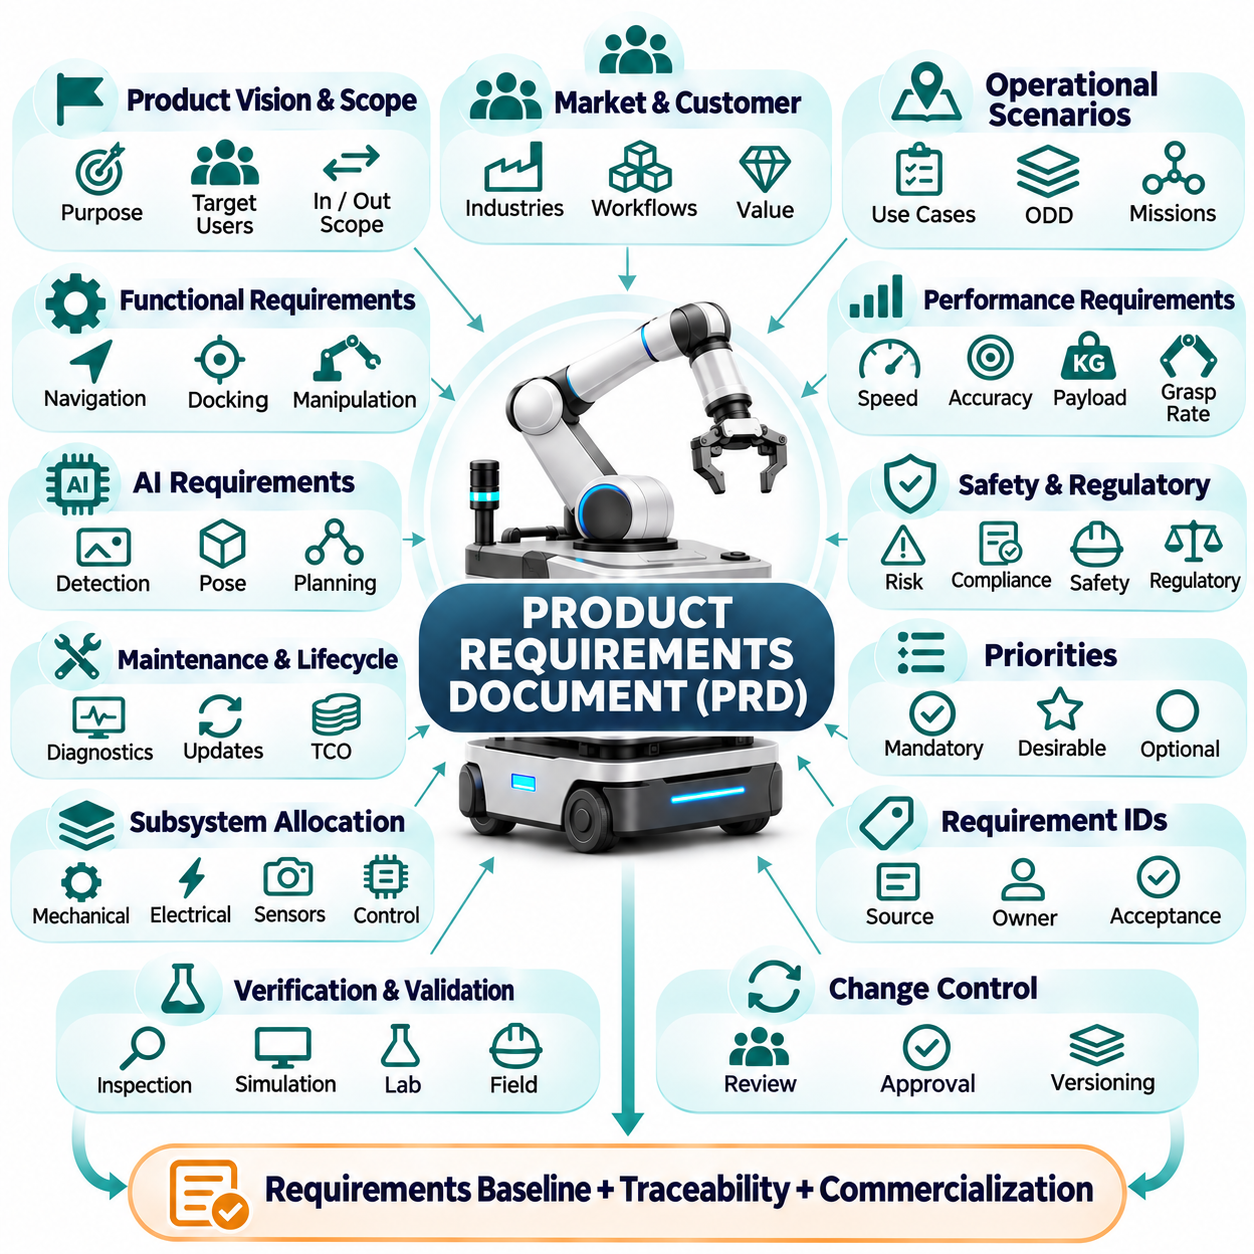 Product Vision & Scope
Purpose
Target
Users
In / Out
Scope
Market & Customer
Industries
Workflows
Value
Operational
Scenarios
Use Cases
ODD
Missions
Functional Requirements
Navigation
Docking
Manipulation
Performance Requirements
Speed
Accuracy
KG
Payload
Grasp
Rate
AI
AI Requirements
Detection
Pose
Planning
Safety & Regulatory
Risk
Compliance
Safety
Regulatory
PRODUCT
REQUIREMENTS
DOCUMENT (PRD)
Maintenance & Lifecycle
Diagnostics
Updates
TCO
Priorities
Mandatory
Desirable
Optional
Subsystem Allocation
Mechanical
Electrical
Sensors
Control
Requirement IDs
Source
Owner
Acceptance
Verification & Validation
Inspection
Simulation
Lab
Field
Change Control
Review
Approval
Versioning
Requirements Baseline + Traceability + Commercialization